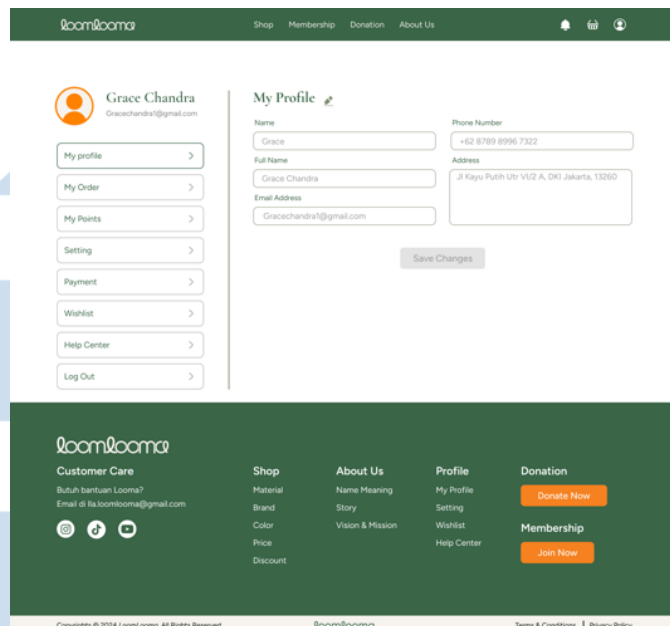 loomlooma
Shop Membership Donation About Us
Grace Chandra
Gracechandra1@gmail.com
My profile
My Order
My Points
Setting
Payment
Wishlist
Help Center
Log Out
My Profile
Name
Grace
Full Name
Grace Chandra
Email Address
Gracechandra1@gmail.com
Phone Number
+62 8789 8996 7322
Address
Jl Kayu Putih Utr VI/2 A, DKI Jakarta, 13260
Save Changes
loomlooma
Customer Care
Butuh bantuan Looma?
Email di lla.loomlooma@gmail.com
Shop
Material
Brand
Color
Price
Discount
About Us
Name Meaning
Story
Vision & Mission
Profile
My Profile
Setting
Wishlist
Help Center
Donation
Donate Now
Membership
Join Now
Copyrights © 2024 LoomLooma. All Rights Reserved
loomlooma
Terms & Conditions | Privacy Policy